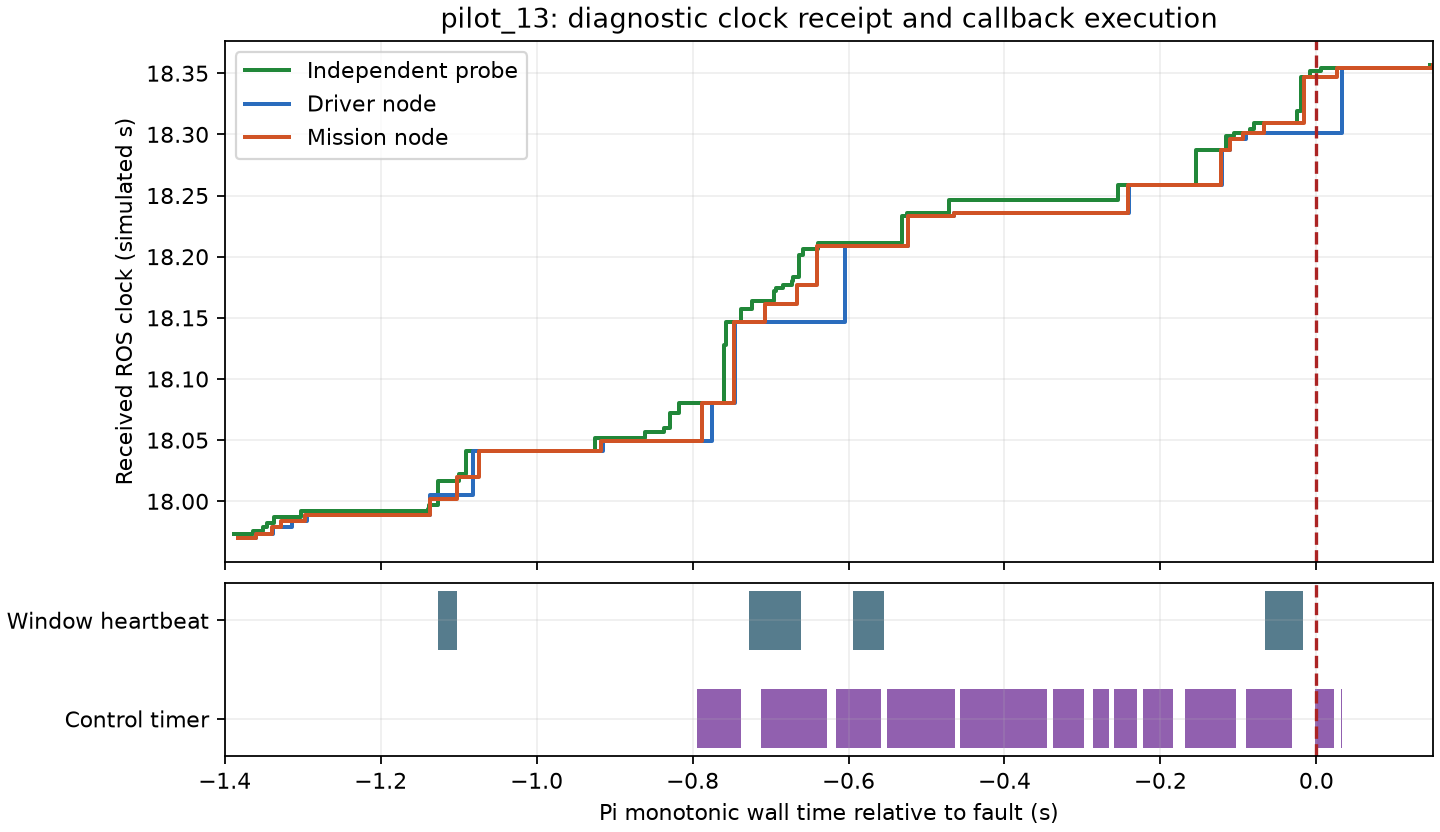 pilot_13: diagnostic clock receipt and callback execution
Received ROS clock (simulated s)
18.35
18.30
18.25
18.20
18.15
18.10
18.05
18.00
Independent probe
Driver node
Mission node
Window heartbeat
Control timer
−1.4 −1.2 −1.0 −0.8 −0.6 −0.4 −0.2 0.0
Pi monotonic wall time relative to fault (s)